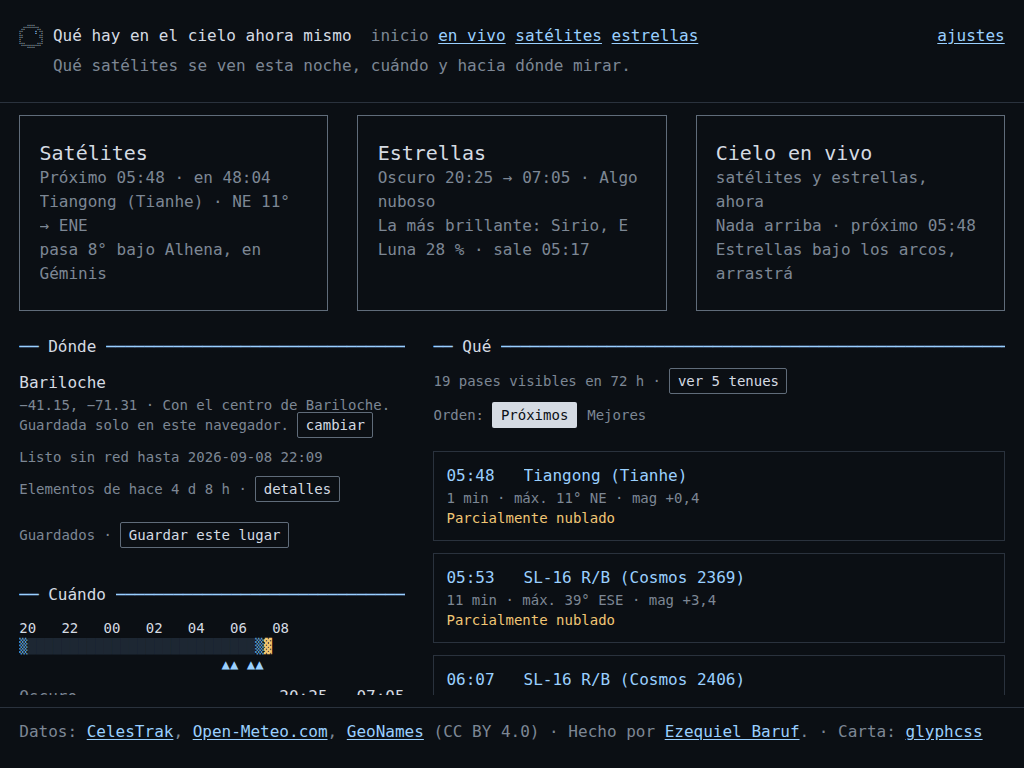 Qué hay en el cielo ahora mismo inicio en vivo satélites estrellas ajustes
Qué satélites se ven esta noche, cuándo y hacia dónde mirar.
Satélites
Próximo 05:48 · en 48:04
Tiangong (Tianhe) · NE 11°
→ ENE
pasa 8° bajo Alhena, en
Géminis
Estrellas
Oscuro 20:25 → 07:05 · Algo
nuboso
La más brillante: Sirio, E
Luna 28 % · sale 05:17
Cielo en vivo
satélites y estrellas,
ahora
Nada arriba · próximo 05:48
Estrellas bajo los arcos,
arrastrá
Dónde
Bariloche
−41.15, −71.31 · Con el centro de Bariloche.
Guardada solo en este navegador. cambiar
Listo sin red hasta 2026-09-08 22:09
Elementos de hace 4 d 8 h · detalles
Guardados · Guardar este lugar
Cuándo
20 22 00 02 04 06 08
▲▲ ▲▲
Oscuro 20:25 → 07:05
Qué
19 pases visibles en 72 h · ver 5 tenues
Orden: Próximos Mejores
05:48 Tiangong (Tianhe)
1 min · máx. 11° NE · mag +0,4
Parcialmente nublado
05:53 SL-16 R/B (Cosmos 2369)
11 min · máx. 39° ESE · mag +3,4
Parcialmente nublado
06:07 SL-16 R/B (Cosmos 2406)
Datos: CelesTrak, Open-Meteo.com, GeoNames (CC BY 4.0) · Hecho por Ezequiel Baruf. · Carta: glyphcss